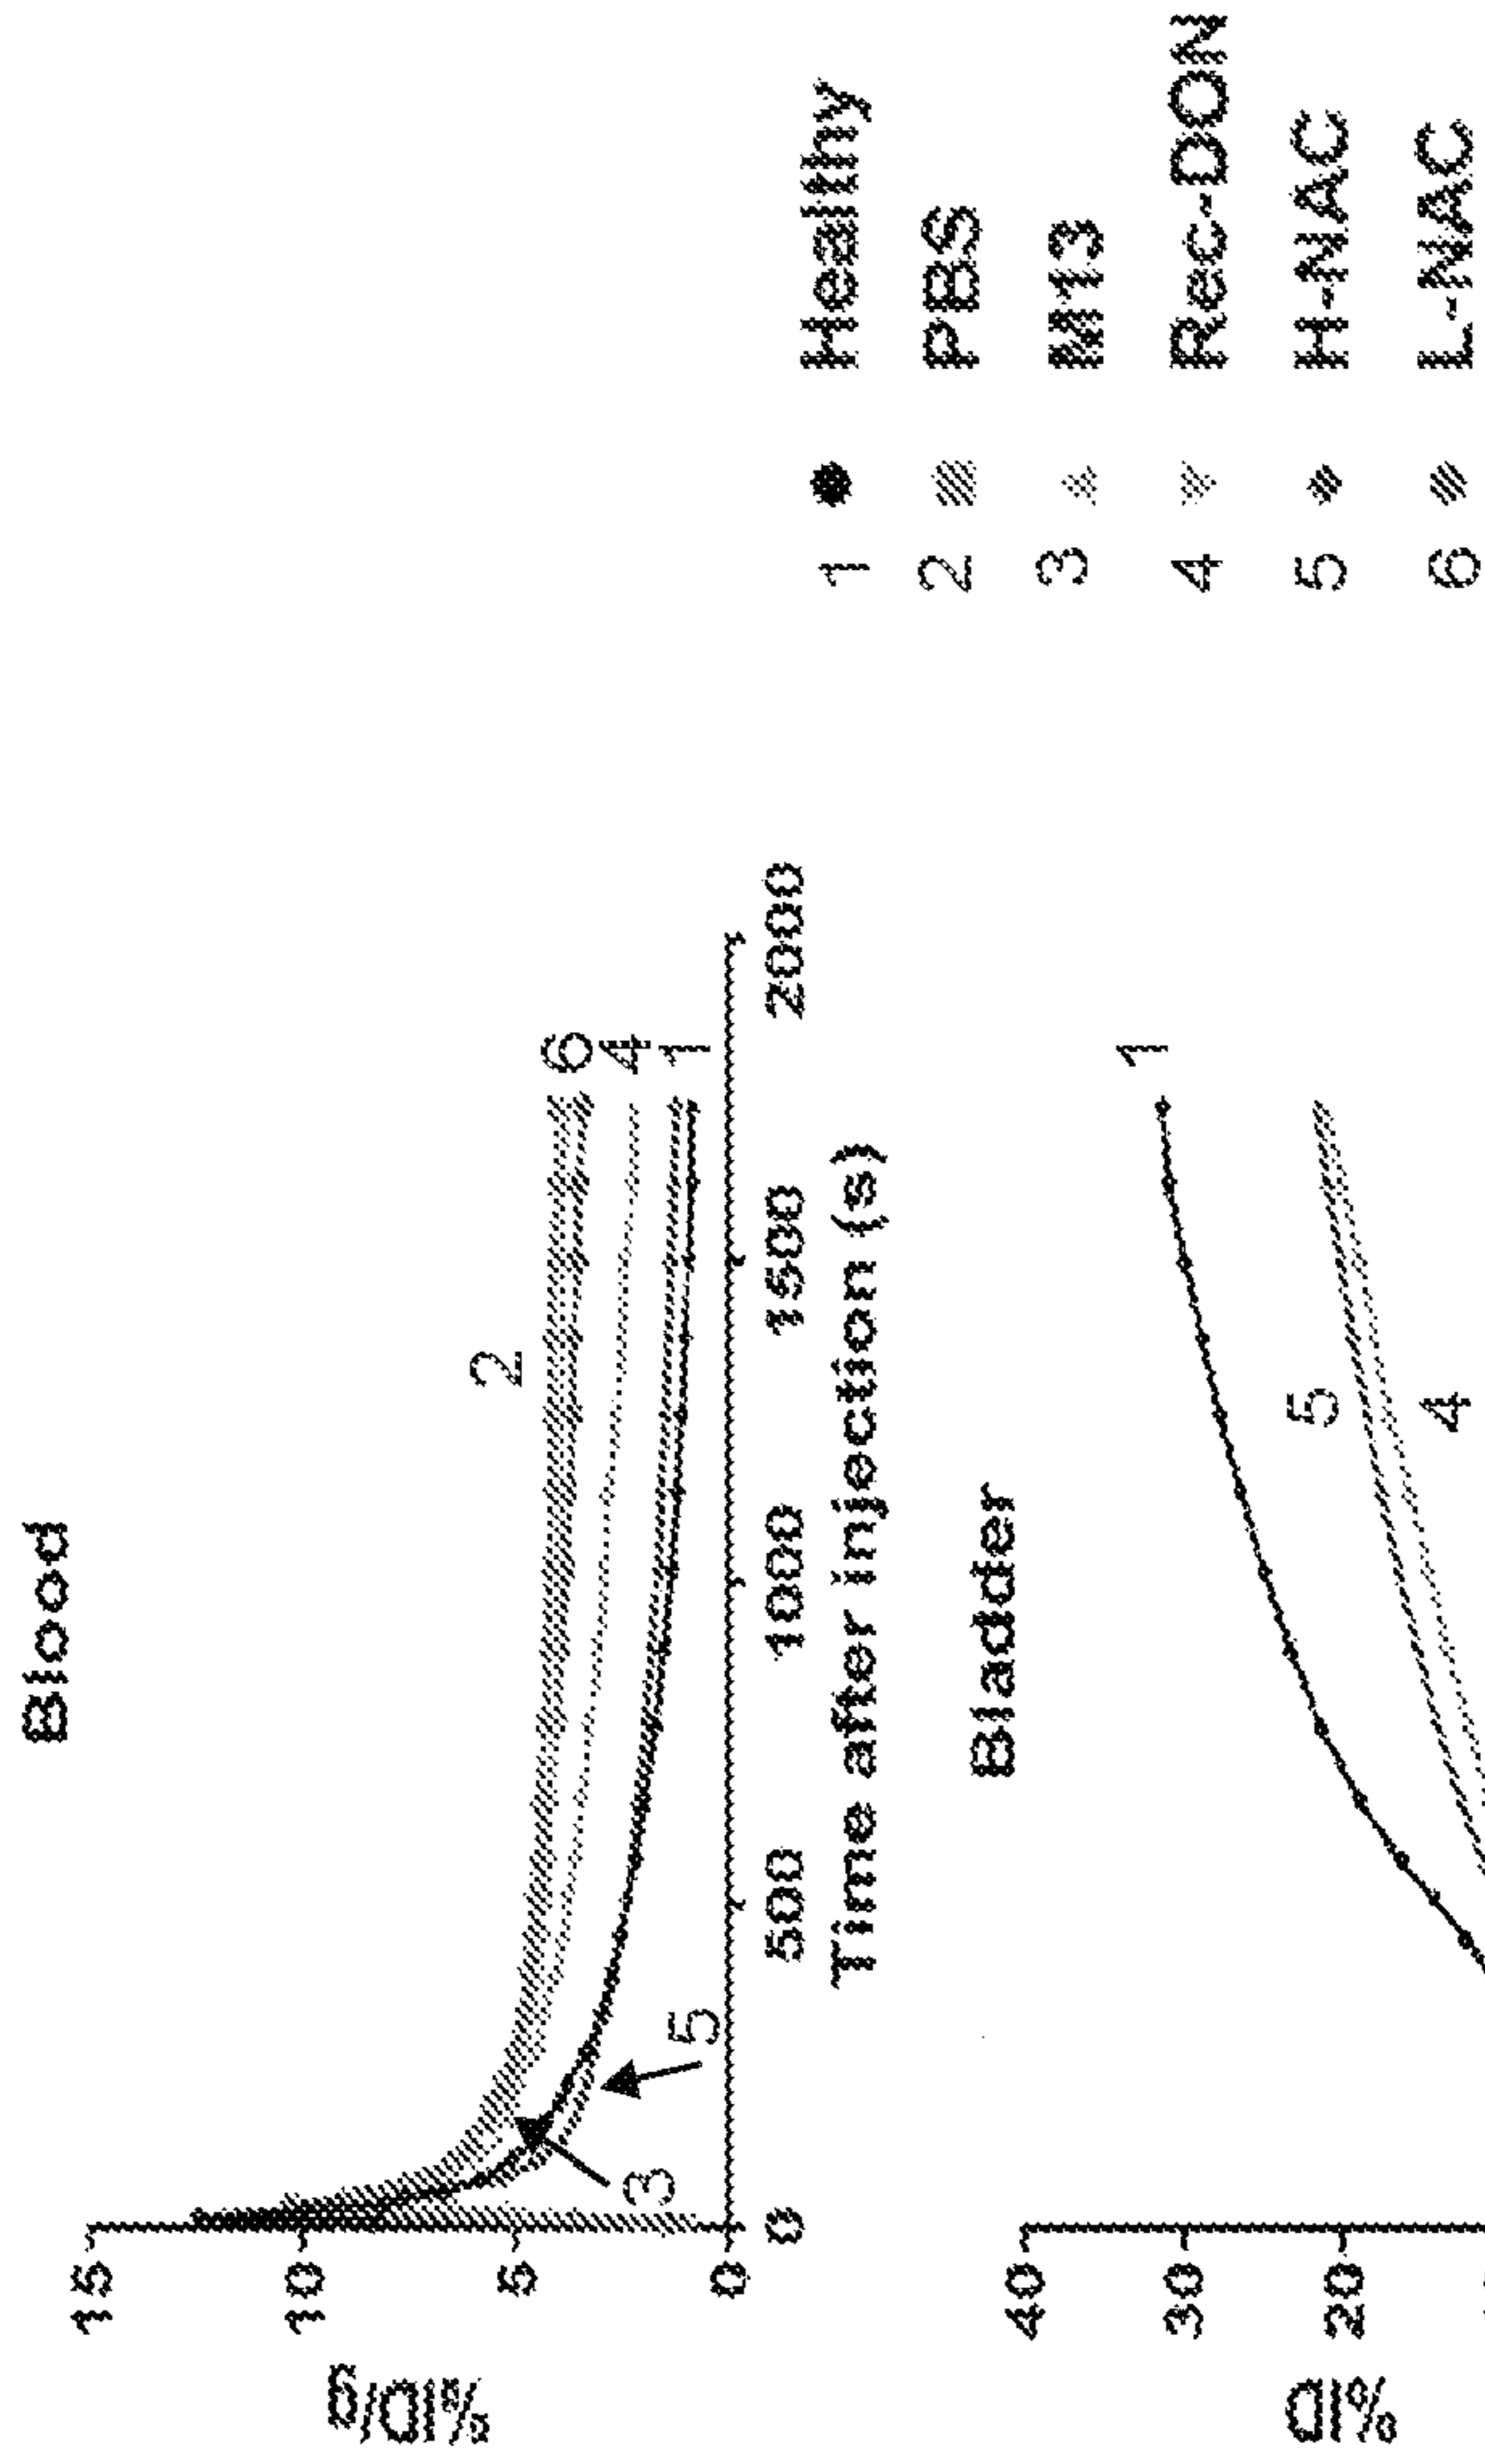 Blood
%ID/g
15
10
5
0
2
6
4
1
3
5
0 500 1000 1500 2000
Time after injection (s)
Bladder
%ID
40
30
20
1
5
4
1 Healthy
2 PBS
3 M13
4 Rec-DON
5 H-NAC
6 L-NAC